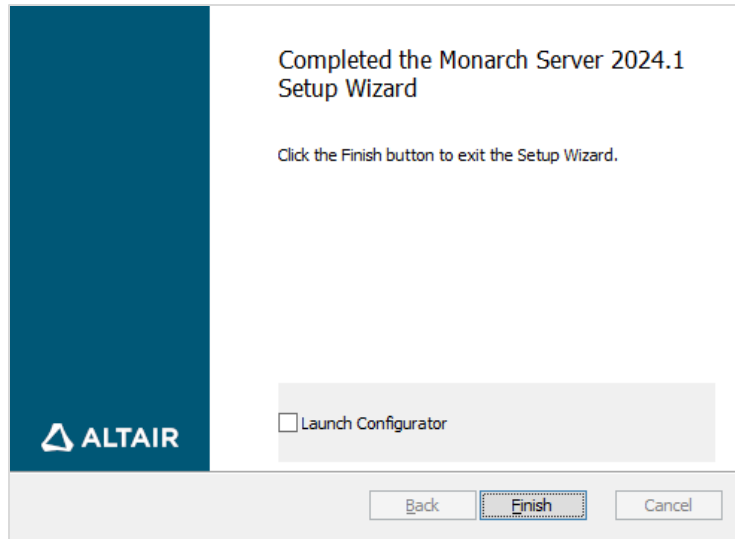 Completed the Monarch Server 2024.1
Setup Wizard
Click the Finish button to exit the Setup Wizard.
Launch Configurator
ALTAIR
Back
Finish
Cancel